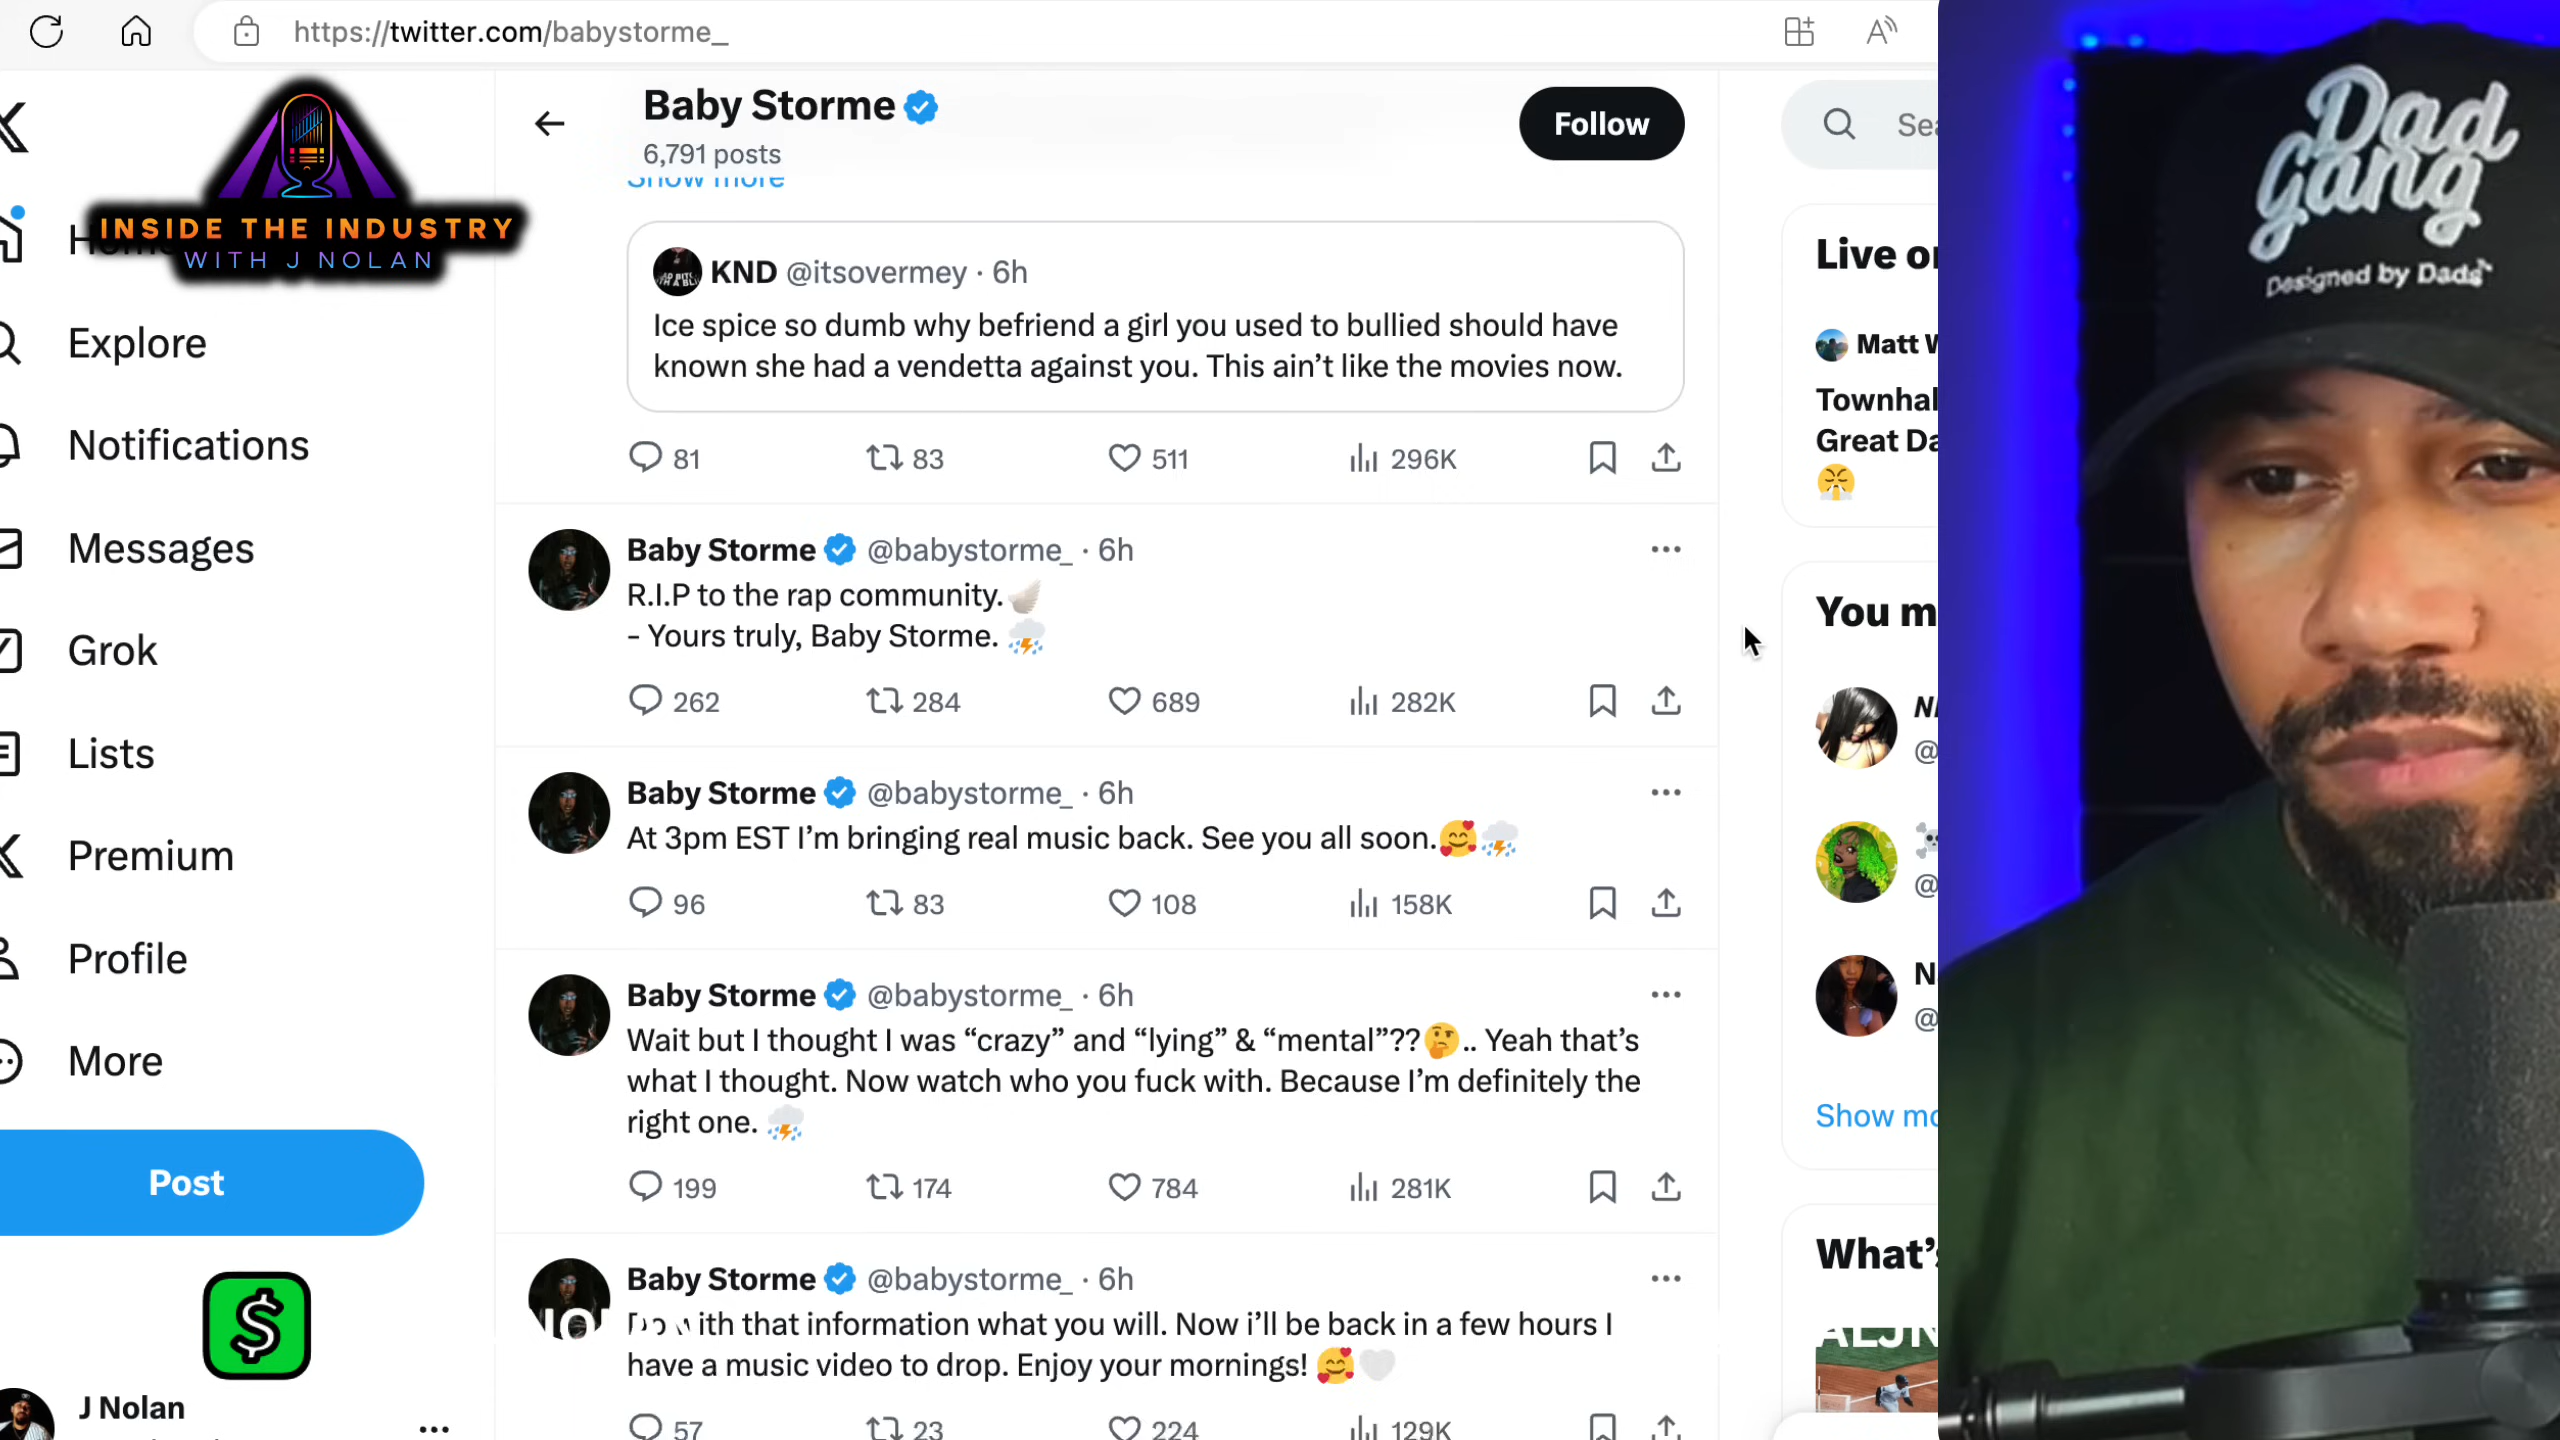 https://twitter.com/babystorme_
Baby Storme
6,791 posts
Follow
Show more
INSIDE THE INDUSTRY
WITH J NOLAN
Home
Explore
Notifications
Messages
Grok
Lists
Premium
Profile
More
Post
J Nolan
KND @itsovermey · 6h
Ice spice so dumb why befriend a girl you used to bullied should have
known she had a vendetta against you. This ain’t like the movies now.
81 83 511 296K
Baby Storme @babystorme_ · 6h
R.I.P to the rap community.
- Yours truly, Baby Storme.
262 284 689 282K
Baby Storme @babystorme_ · 6h
At 3pm EST I’m bringing real music back. See you all soon.
96 83 108 158K
Baby Storme @babystorme_ · 6h
Wait but I thought I was “crazy” and “lying” & “mental”??.. Yeah that’s
what I thought. Now watch who you fuck with. Because I’m definitely the
right one.
199 174 784 281K
Baby Storme @babystorme_ · 6h
with that information what you will. Now i’ll be back in a few hours I
have a music video to drop. Enjoy your mornings!
57 23 224 129K
Live
Matt
Great
You
Show
What’s
Dad
Gang
Designed by Dads